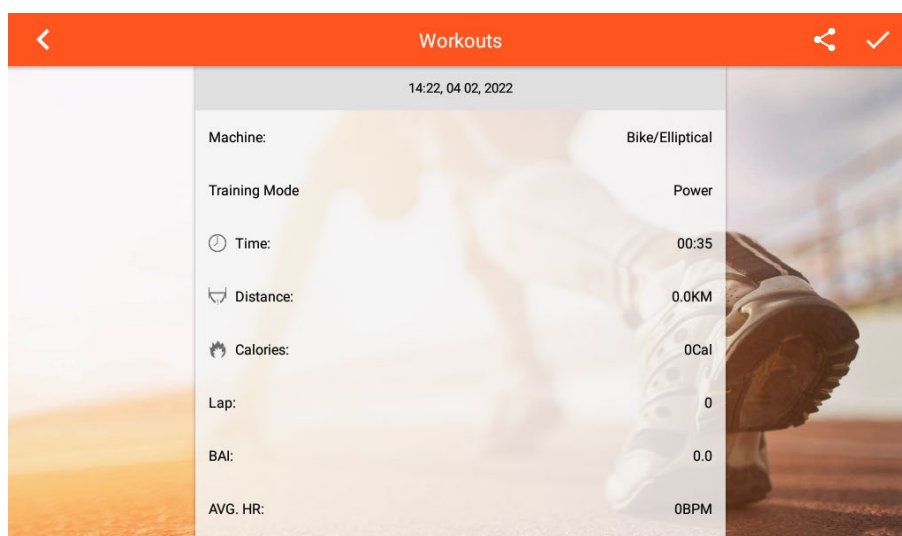 Workouts
14:22, 04 02, 2022
Machine: Bike/Elliptical
Training Mode Power
Time: 00:35
Distance: 0.0KM
Calories: 0Cal
Lap: 0
BAI: 0.0
AVG. HR: 0BPM